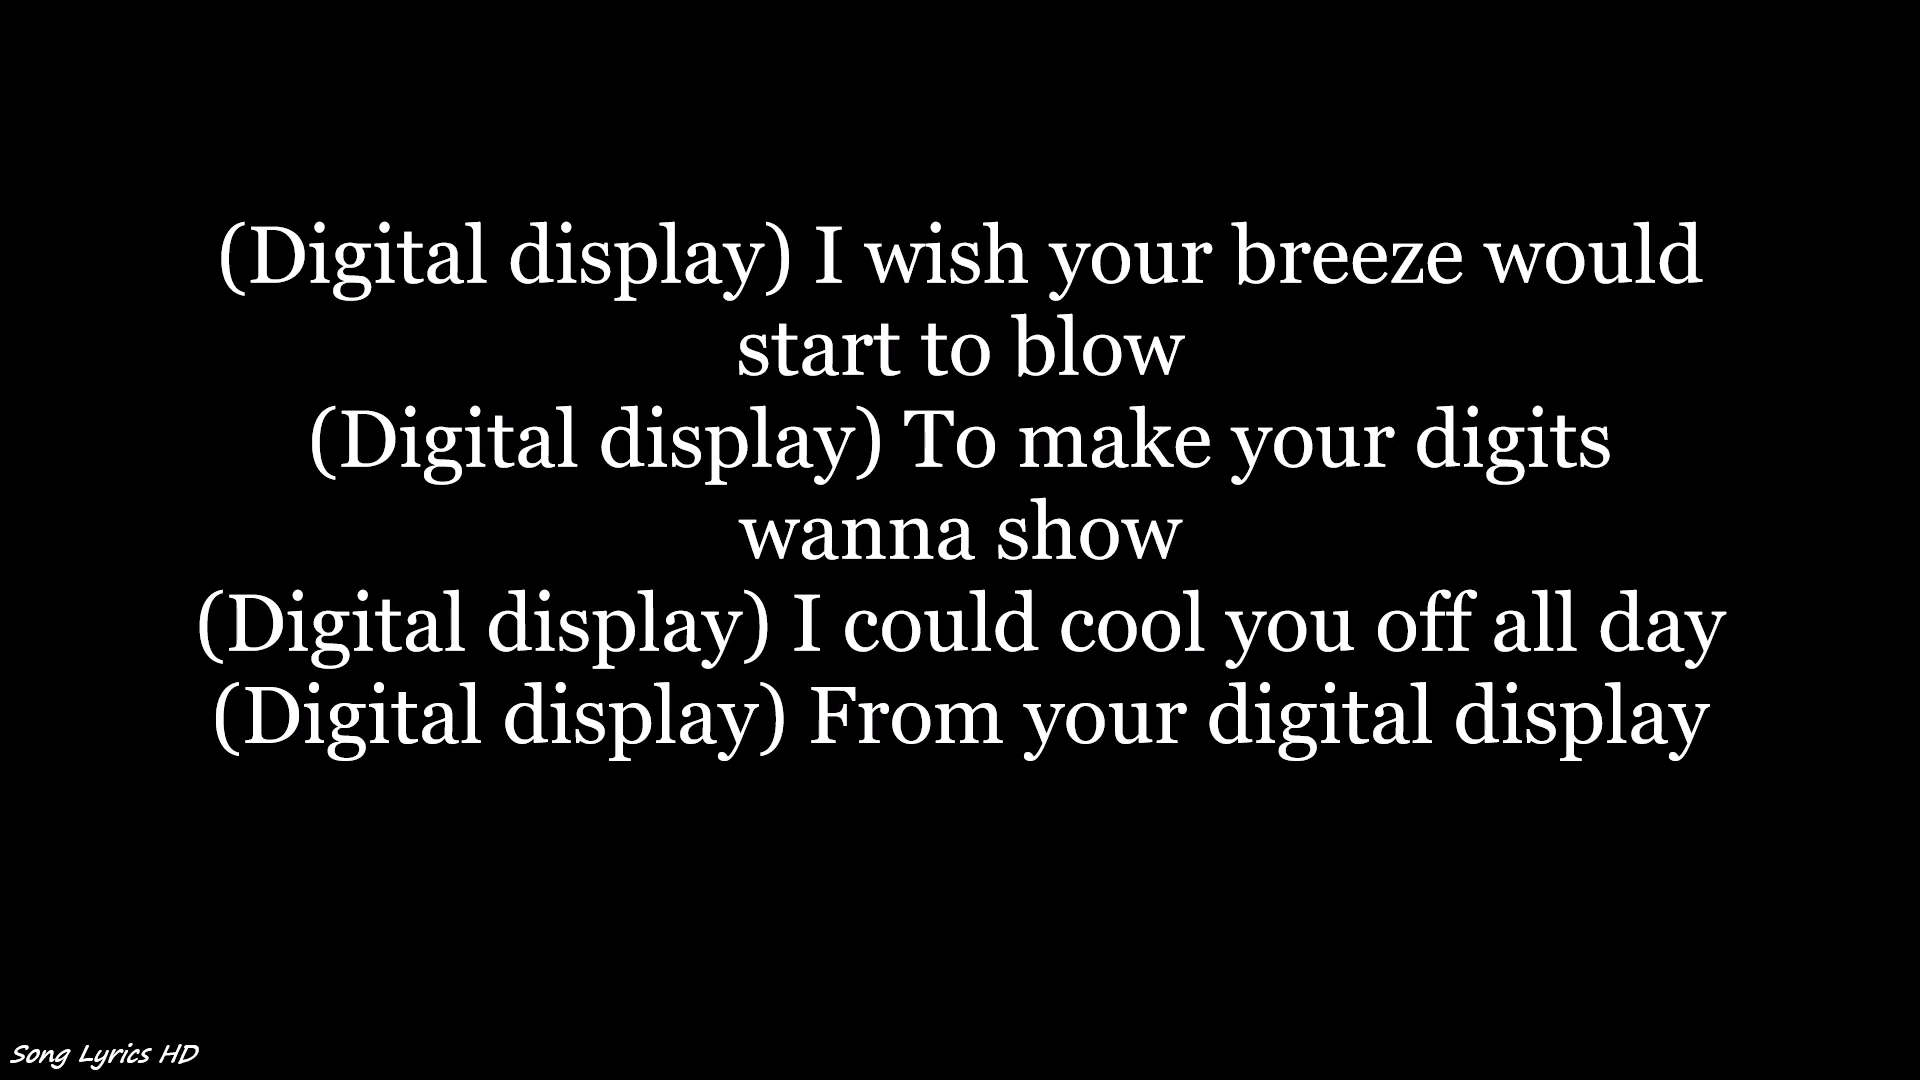 (Digital display) I wish your breeze would
start to blow
(Digital display) To make your digits
wanna show
(Digital display) I could cool you off all day
(Digital display) From your digital display
Song Lyrics HD